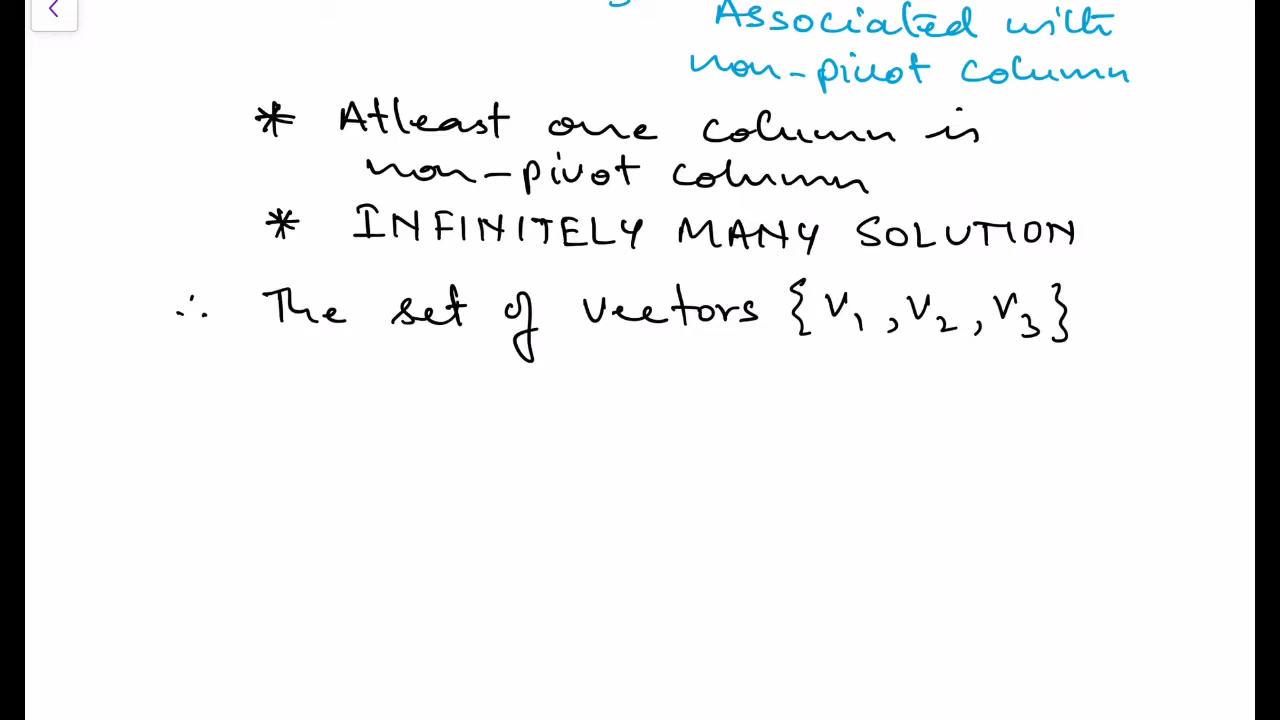 Associated with
non-pivot column
* Atleast one column is
non-pivot column
* INFINITELY MANY SOLUTION
∴ The set of vectors {v₁, v₂, v₃}